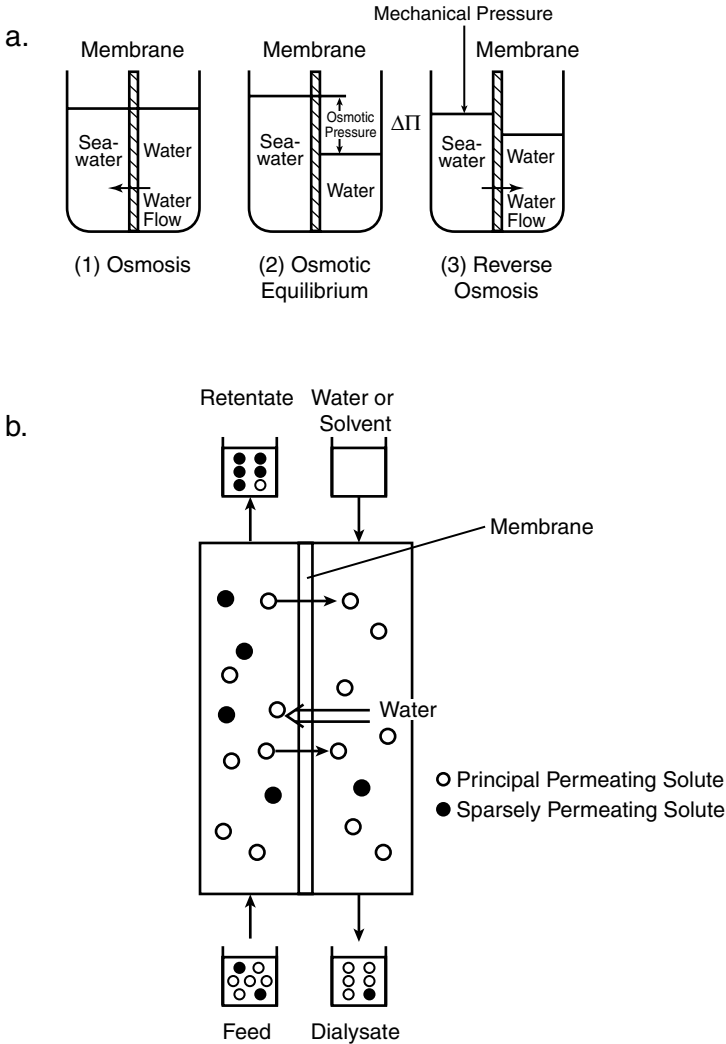 a.
Mechanical Pressure
Membrane
Membrane
Membrane
Sea-
water
Water
Water
Flow
(1) Osmosis
Osmotic
Pressure
Sea-
water
Water
(2) Osmotic
Equilibrium
ΔΠ
Sea-
water
Water
Water
Flow
(3) Reverse
Osmosis
b.
Retentate
Water or
Solvent
Membrane
Water
Principal Permeating Solute
Sparsely Permeating Solute
Feed
Dialysate